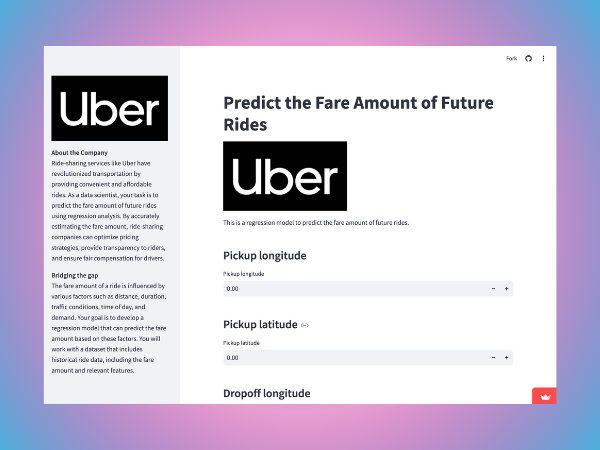 Fork
Uber
About the Company
Ride-sharing services like Uber have
revolutionized transportation by
providing convenient and affordable
rides. As a data scientist, your task is to
predict the fare amount of future rides
using regression analysis. By accurately
estimating the fare amount, ride-sharing
companies can optimize pricing
strategies, provide transparency to riders,
and ensure fair compensation for drivers.
Bridging the gap
The fare amount of a ride is influenced by
various factors such as distance, duration,
traffic conditions, time of day, and
demand. Your goal is to develop a
regression model that can predict the fare
amount based on these factors. You will
work with a dataset that includes
historical ride data, including the fare
amount and relevant features.
Predict the Fare Amount of Future
Rides
Uber
This is a regression model to predict the fare amount of future rides.
Pickup longitude
Pickup longitude
0.00 − +
Pickup latitude
Pickup latitude
0.00 − +
Dropoff longitude